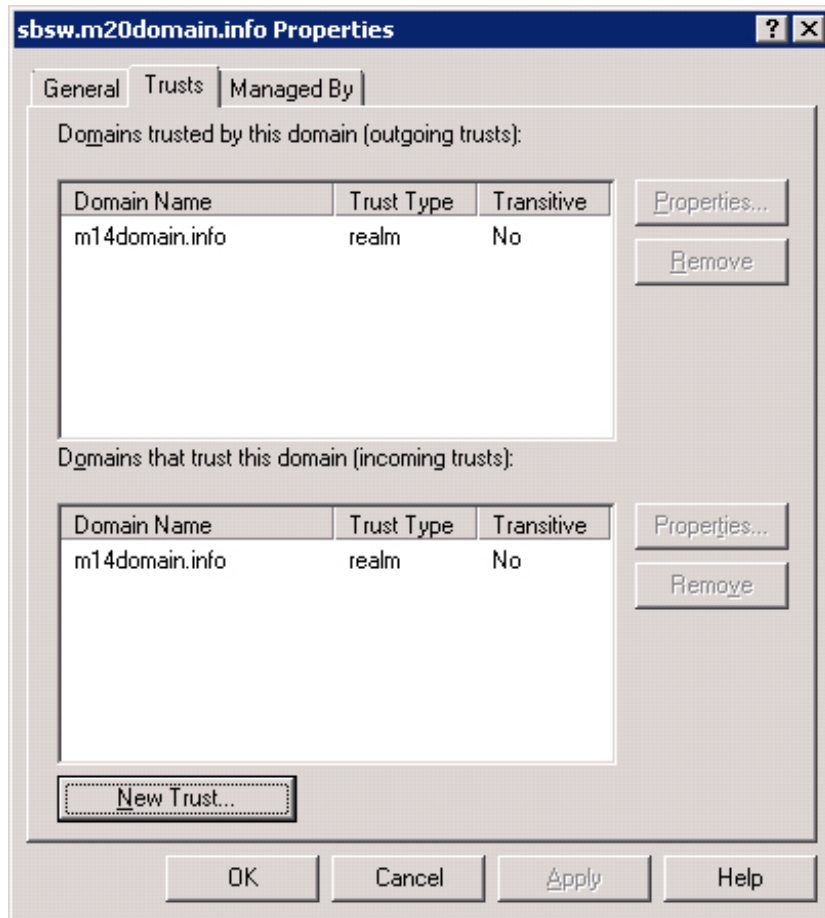 sbsw.m20domain.info Properties
General Trusts Managed By
Domains trusted by this domain (outgoing trusts):
Domain Name Trust Type Transitive Properties...
m14domain.info realm No
Remove
Domains that trust this domain (incoming trusts):
Domain Name Trust Type Transitive Properties...
m14domain.info realm No
Remove
New Trust...
OK Cancel Apply Help